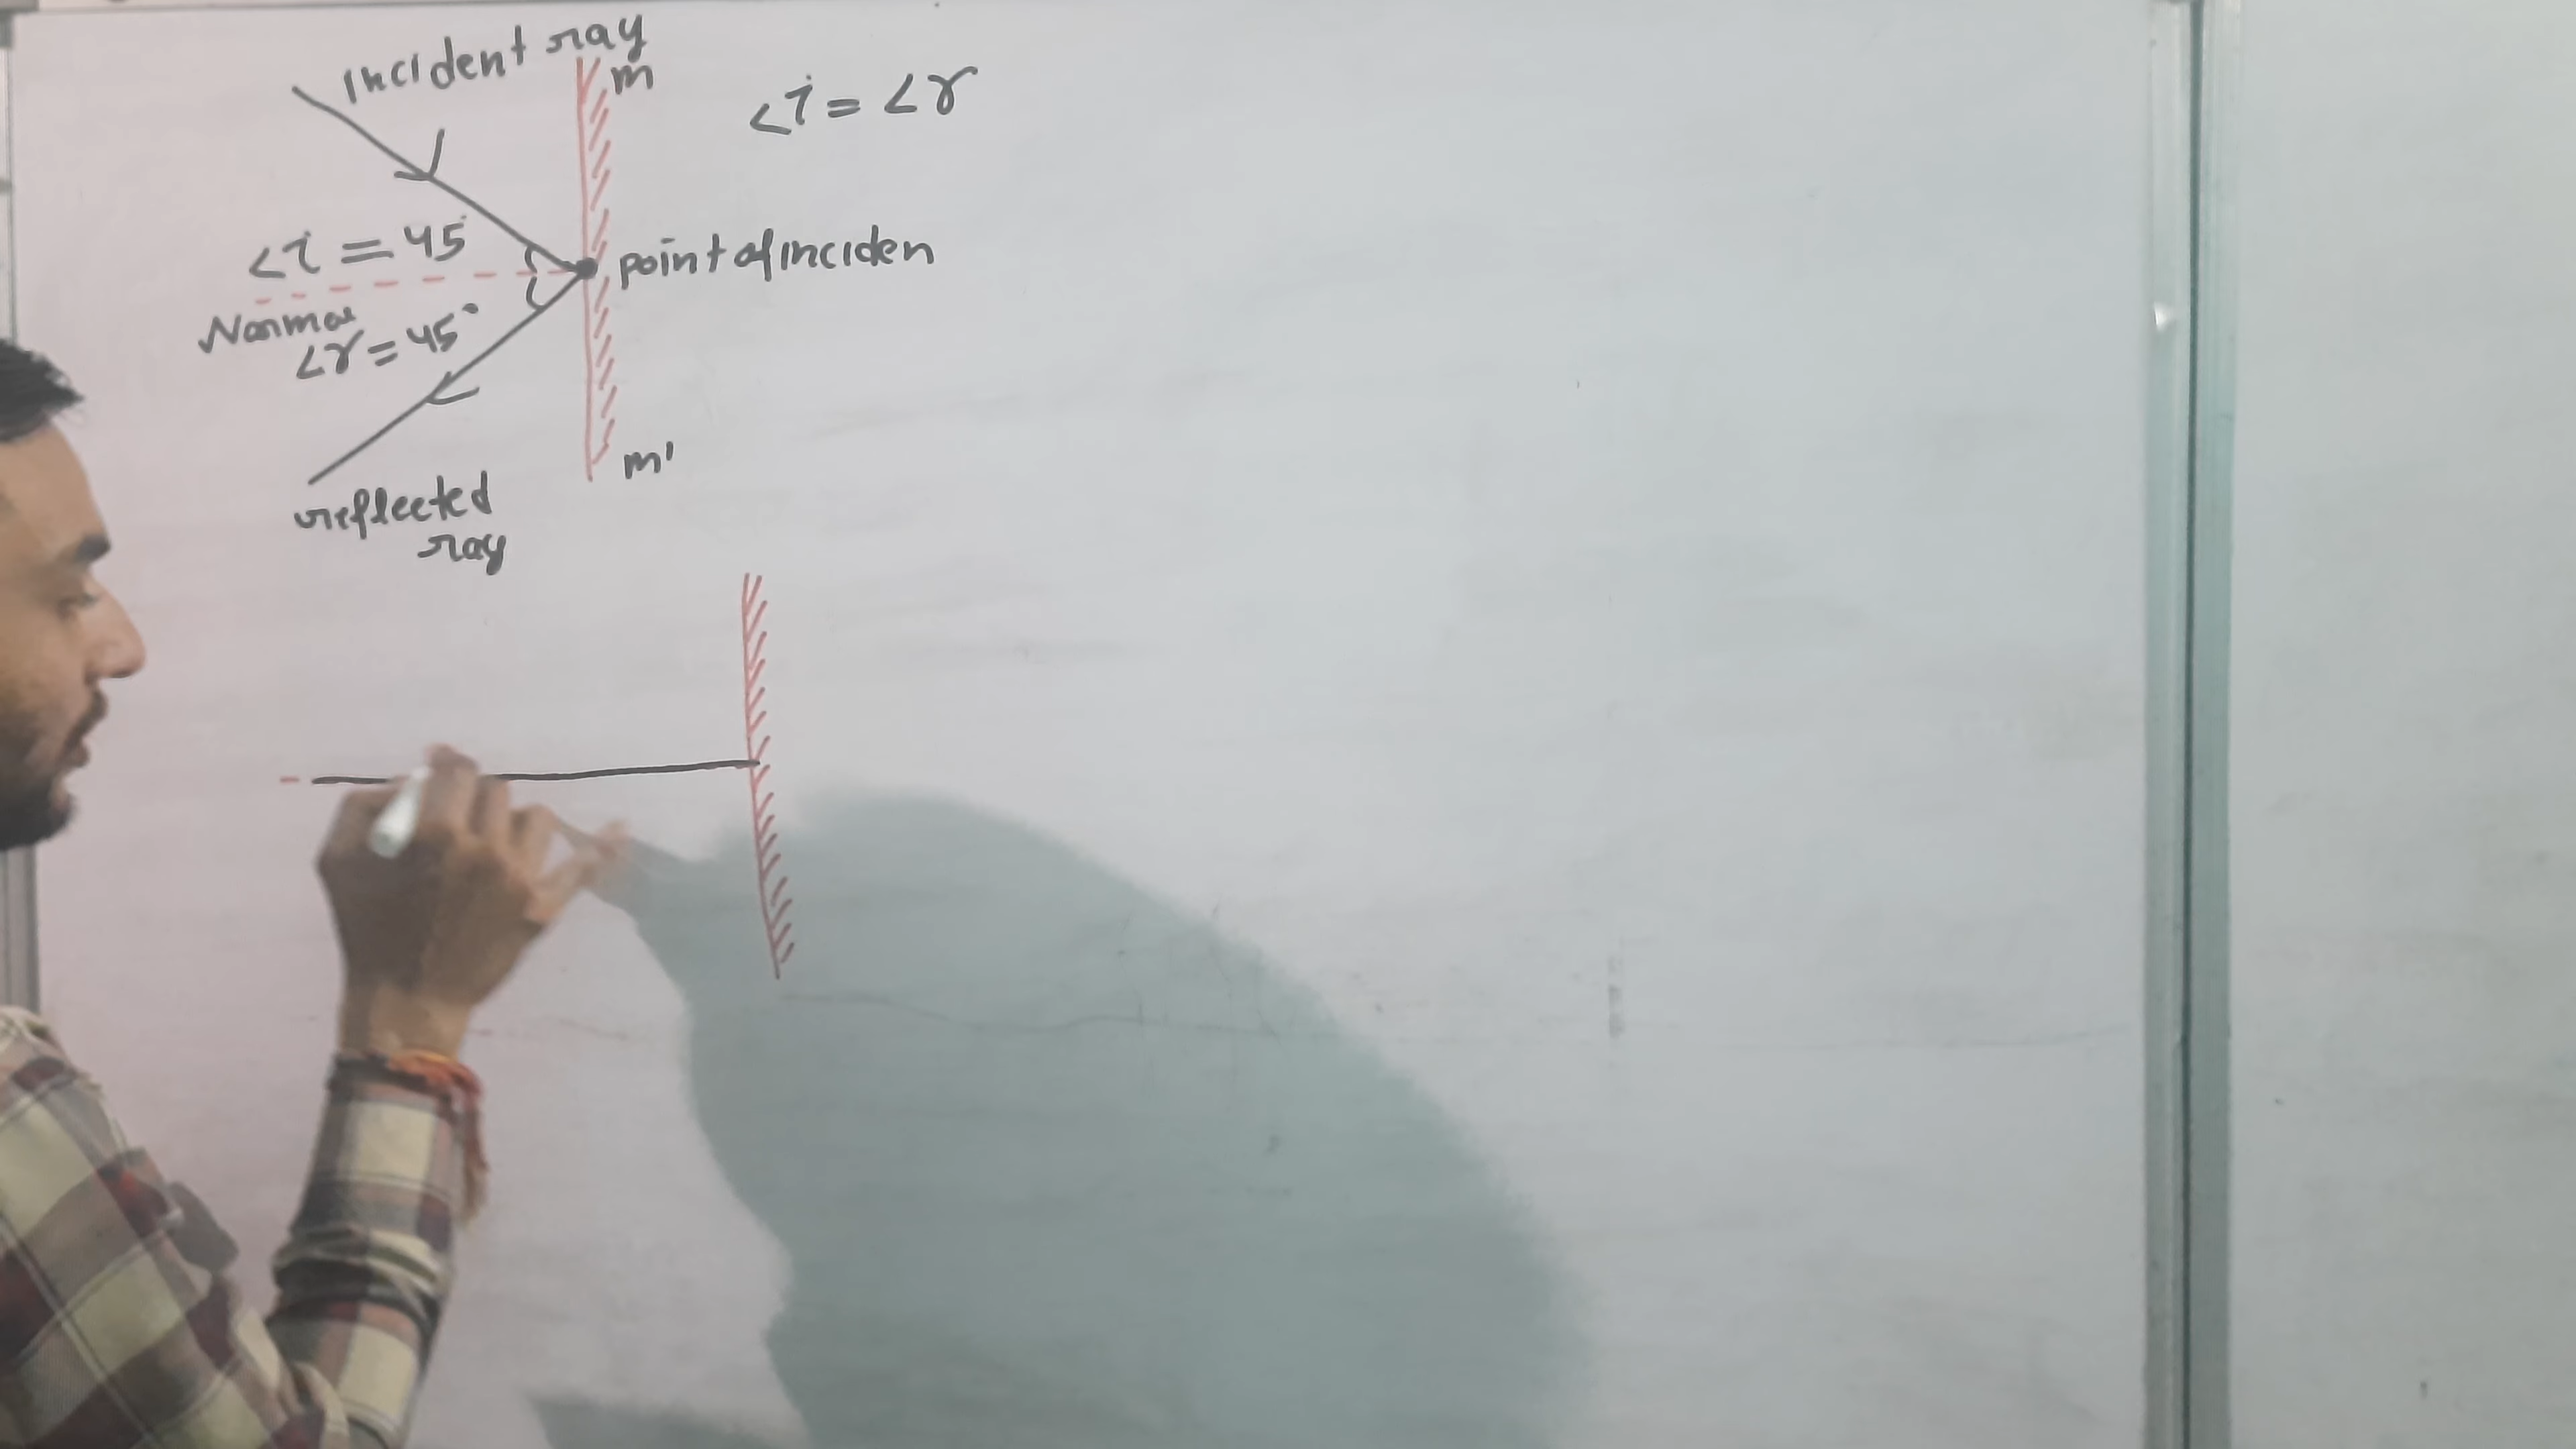 incident ray
m
<i = <r
<i = 45
point of inciden
Normal
<r = 45°
m'
reflected
ray